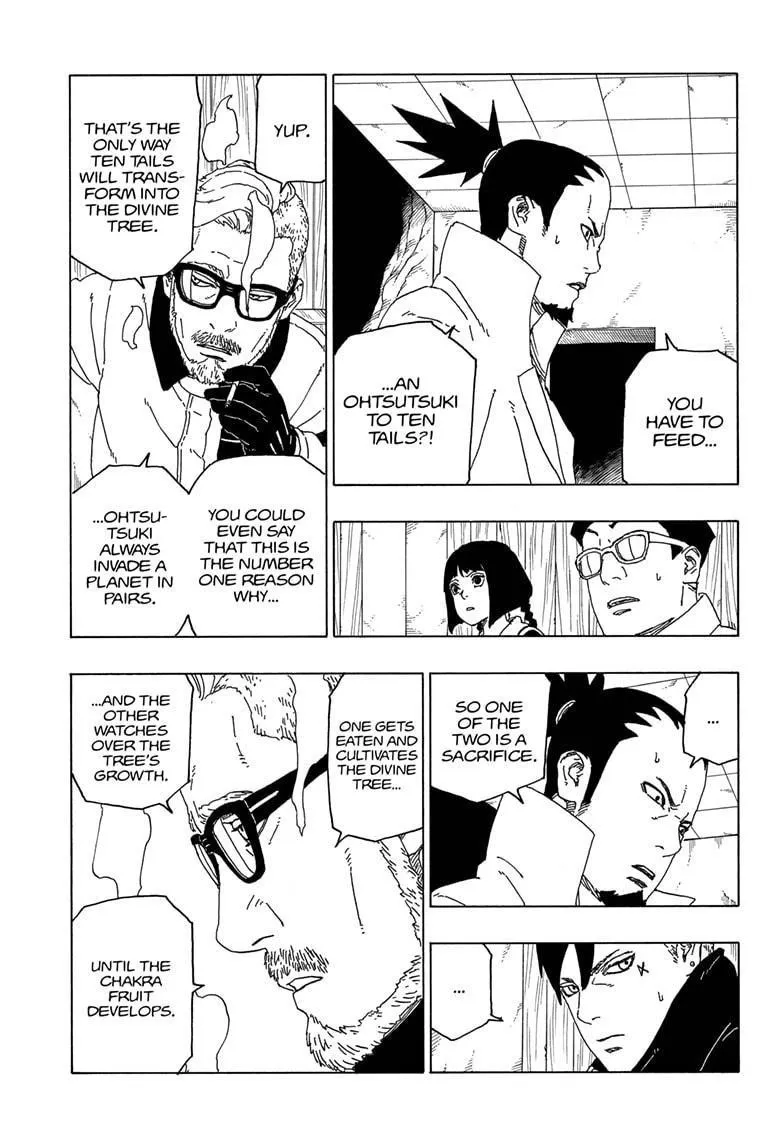 YOU
HAVE TO
FEED...
...AN
OHTSUTSUKI
TO TEN
TAILS?!
YUP.
THAT'S THE
ONLY WAY
TEN TAILS
WILL TRANS-
FORM INTO
THE DIVINE
TREE.
YOU COULD
EVEN SAY
THAT THIS IS
THE NUMBER
ONE REASON
WHY...
...OHTSU-
TSUKI
ALWAYS
INVADE A
PLANET IN
PAIRS.
...
SO ONE
OF THE
TWO IS A
SACRIFICE.
...
ONE GETS
EATEN AND
CULTIVATES
THE DIVINE
TREE...
...AND THE
OTHER
WATCHES
OVER THE
TREE'S
GROWTH.
UNTIL THE
CHAKRA
FRUIT
DEVELOPS.